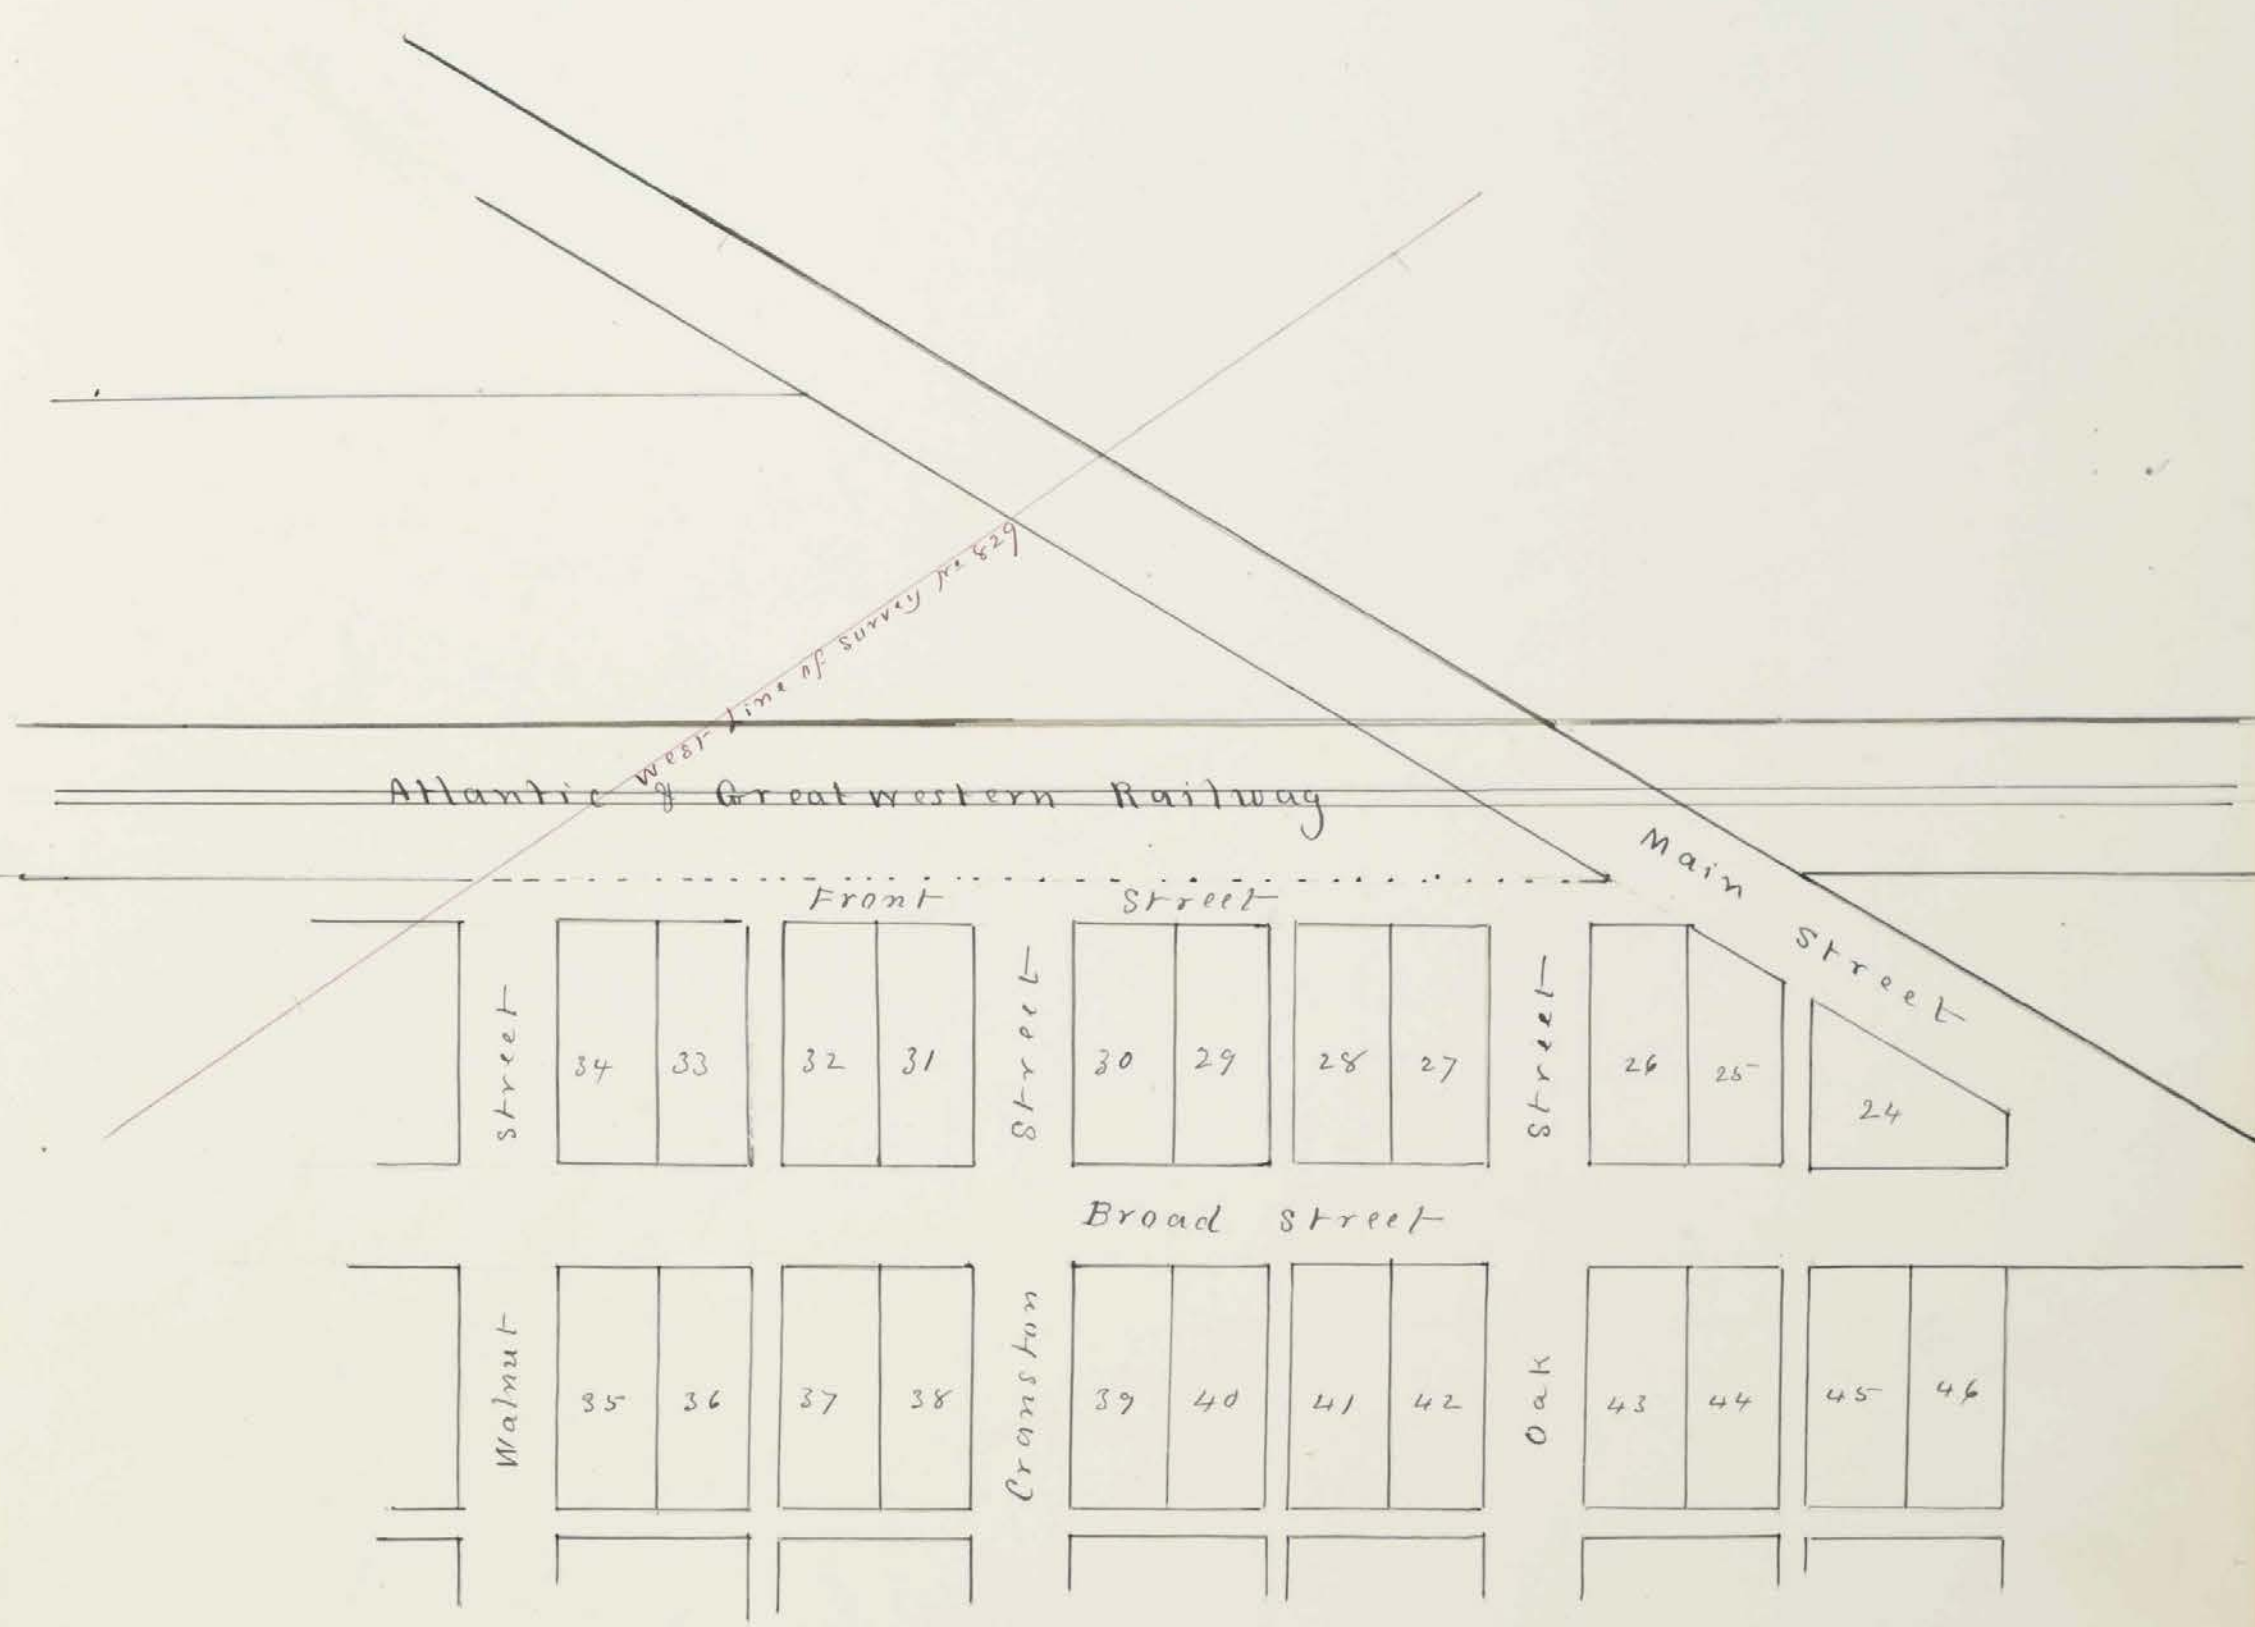 West Line of Survey No 829
Atlantic & Great western Railway
Main Street
Front Street
Street Street Street
34 33 32 31 30 29 28 27 26 25 24
Broad Street
Walnut Cranston Oak
35 36 37 38 39 40 41 42 43 44 45 46